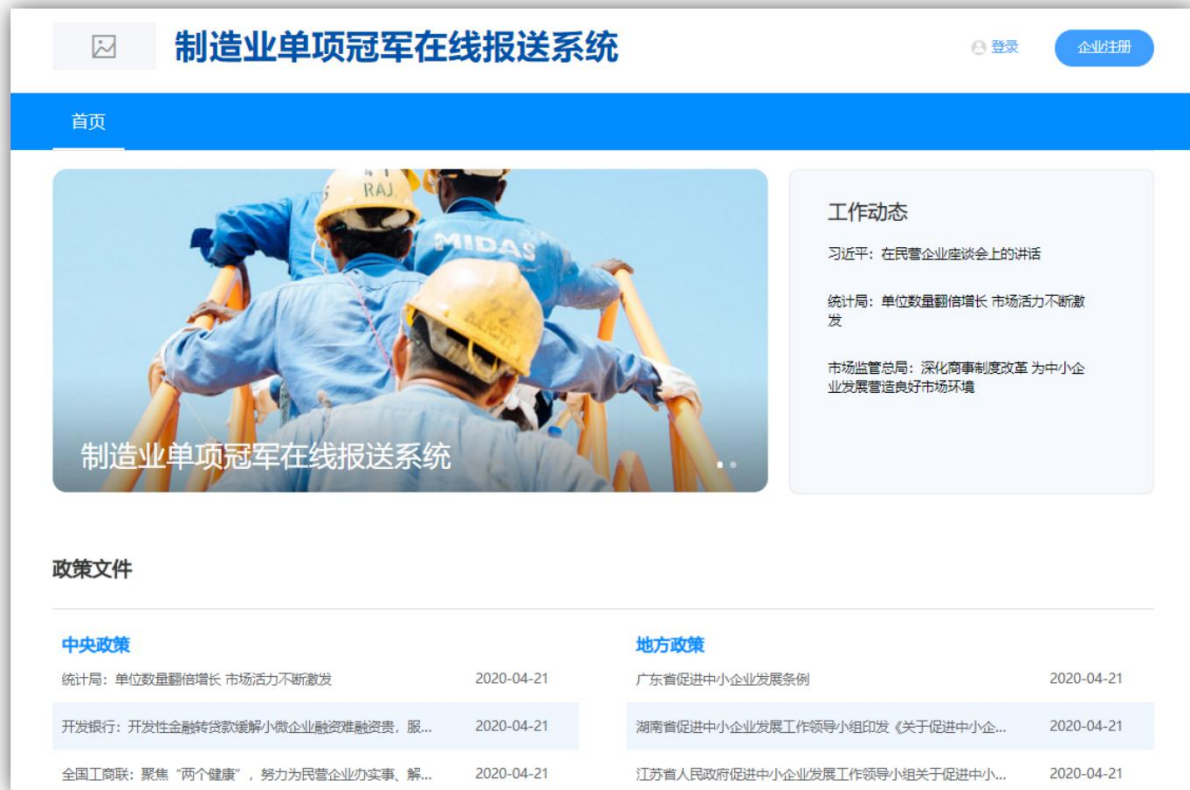 制造业单项冠军在线报送系统
登录
企业注册
首页
RAJ
MIDAS
制造业单项冠军在线报送系统
工作动态
习近平：在民营企业座谈会上的讲话
统计局：单位数量翻倍增长 市场活力不断激
发
市场监管总局：深化商事制度改革 为中小企
业发展营造良好市场环境
政策文件
中央政策
统计局：单位数量翻倍增长 市场活力不断激发 2020-04-21
开发银行：开发性金融转贷款缓解小微企业融资难融资贵，服... 2020-04-21
全国工商联：聚焦“两个健康”，努力为民营企业办实事、解... 2020-04-21
地方政策
广东省促进中小企业发展条例 2020-04-21
湖南省促进中小企业发展工作领导小组印发《关于促进中小企... 2020-04-21
江苏省人民政府促进中小企业发展工作领导小组关于促进中小... 2020-04-21